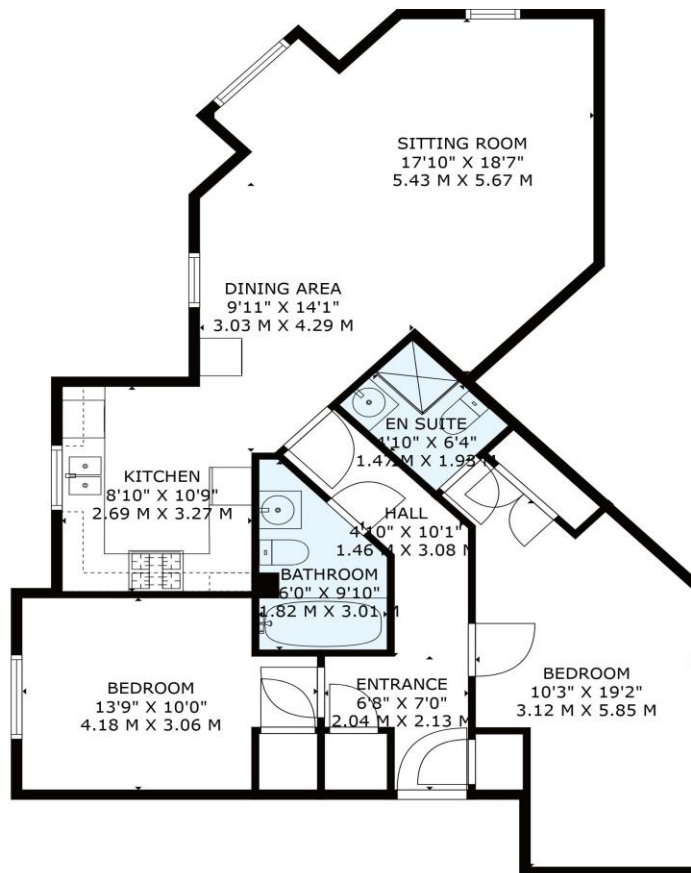 SITTING ROOM
17'10" X 18'7"
5.43 M X 5.67 M
DINING AREA
9'11" X 14'1"
3.03 M X 4.29 M
EN SUITE
4'10" X 6'4"
1.47 M X 1.93 M
KITCHEN
8'10" X 10'9"
2.69 M X 3.27 M
HALL
4'10" X 10'1"
1.46 M X 3.08 M
BATHROOM
6'0" X 9'10"
1.82 M X 3.01 M
BEDROOM
13'9" X 10'0"
4.18 M X 3.06 M
ENTRANCE
6'8" X 7'0"
2.04 M X 2.13 M
BEDROOM
10'3" X 19'2"
3.12 M X 5.85 M